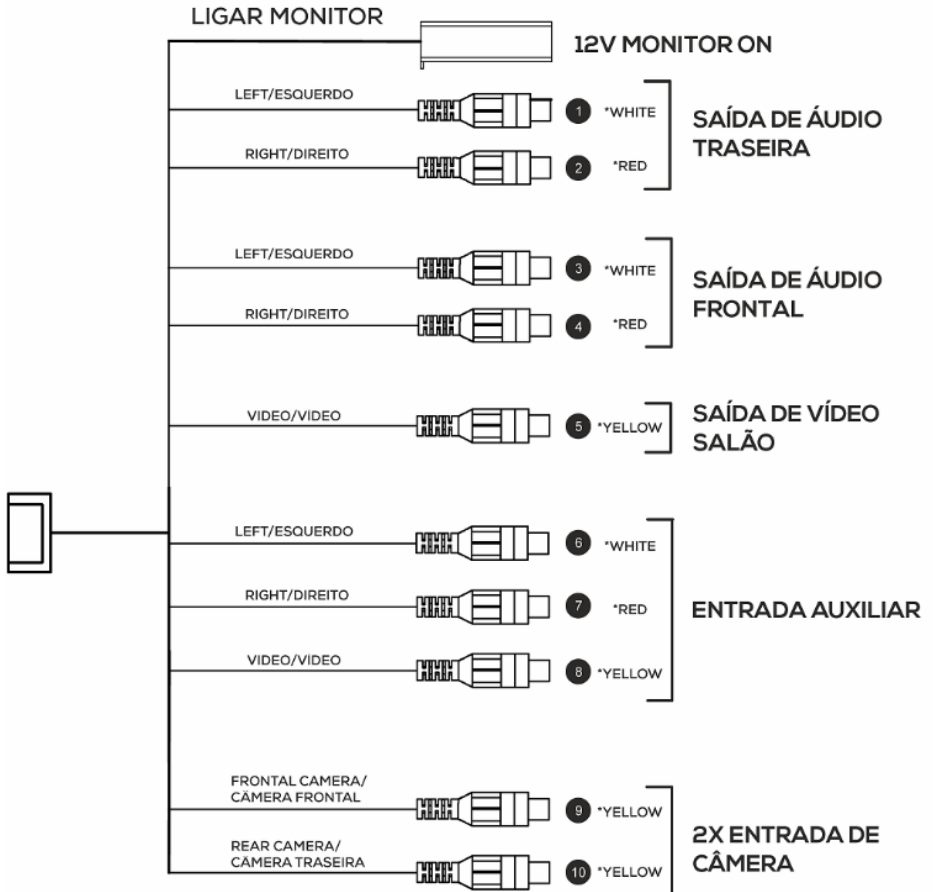 LIGAR MONITOR
12V MONITOR ON
LEFT/ESQUERDO
1 *WHITE
RIGHT/DIREITO
2 *RED
SAÍDA DE ÁUDIO
TRASEIRA
LEFT/ESQUERDO
3 *WHITE
RIGHT/DIREITO
4 *RED
SAÍDA DE ÁUDIO
FRONTAL
VIDEO/VÍDEO
5 *YELLOW
SAÍDA DE VÍDEO
SALÃO
LEFT/ESQUERDO
6 *WHITE
RIGHT/DIREITO
7 *RED
VIDEO/VÍDEO
8 *YELLOW
ENTRADA AUXILIAR
FRONTAL CAMERA/
CÂMERA FRONTAL
9 *YELLOW
REAR CAMERA/
CÂMERA TRASEIRA
10 *YELLOW
2X ENTRADA DE
CÂMERA